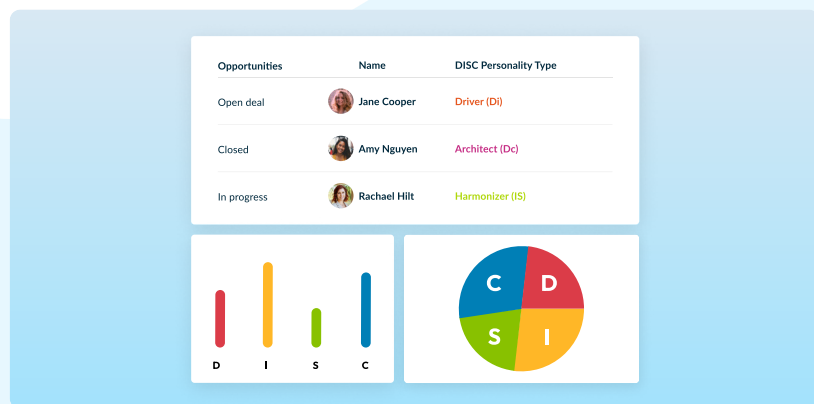 Opportunities Name DISC Personality Type
Open deal Jane Cooper Driver (Di)
Closed Amy Nguyen Architect (Dc)
In progress Rachael Hilt Harmonizer (IS)
D I S C
C D
S I